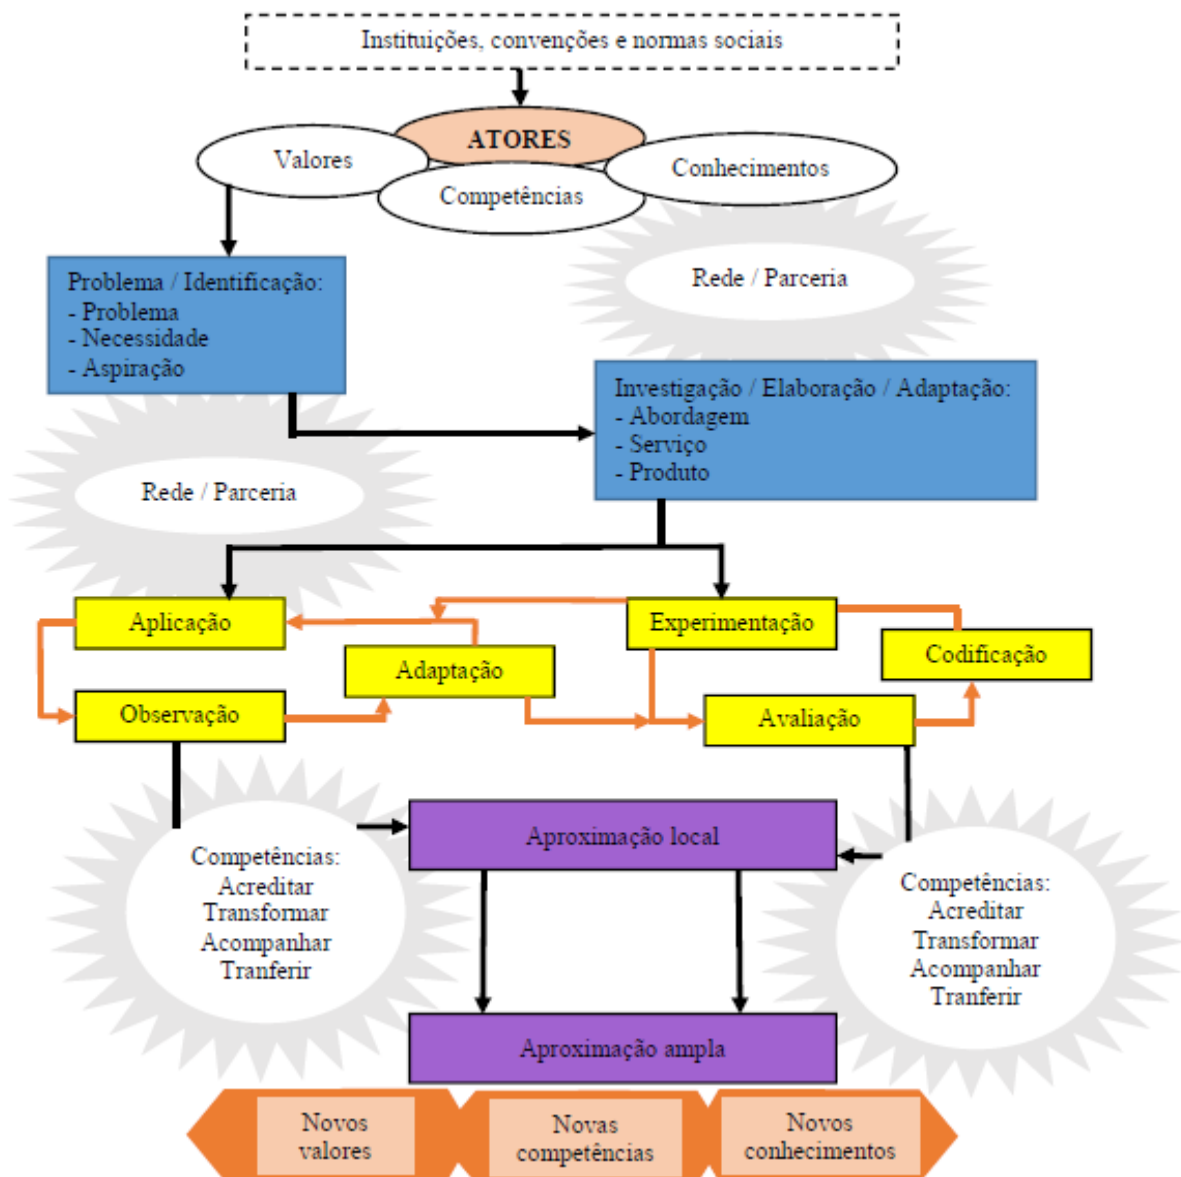 Instituições, convenções e normas sociais
ATORES
Valores
Competências
Conhecimentos
Rede / Parceria
Problema / Identificação:
- Problema
- Necessidade
- Aspiração
Investigação / Elaboração / Adaptação:
- Abordagem
- Serviço
- Produto
Rede / Parceria
Aplicação
Experimentação
Adaptação
Codificação
Observação
Avaliação
Aproximação local
Competências:
Acreditar
Transformar
Acompanhar
Tranferir
Competências:
Acreditar
Transformar
Acompanhar
Tranferir
Aproximação ampla
Novos
valores
Novas
competências
Novos
conhecimentos